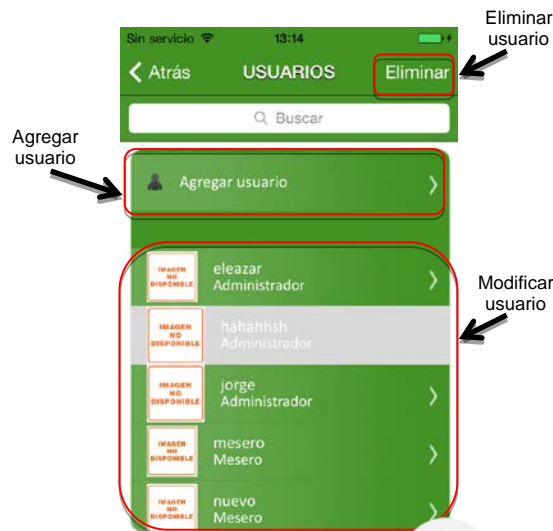 Eliminar
usuario
Sin servicio 13:14
Atrás USUARIOS Eliminar
Buscar
Agregar
usuario
Agregar usuario
IMAGEN
NO
DISPONIBLE
eleazar
Administrador
Modificar
usuario
IMAGEN
NO
DISPONIBLE
hahahhsh
Administrador
IMAGEN
NO
DISPONIBLE
jorge
Administrador
IMAGEN
NO
DISPONIBLE
mesero
Mesero
IMAGEN
NO
DISPONIBLE
nuevo
Mesero